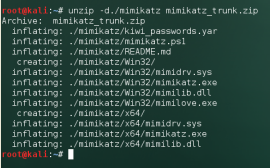 root@kali:~# unzip -d./mimikatz mimikatz_trunk.zip
Archive:  mimikatz_trunk.zip
  inflating: ./mimikatz/kiwi_passwords.yar
  inflating: ./mimikatz/mimikatz.ps1
  inflating: ./mimikatz/README.md
   creating: ./mimikatz/Win32/
  inflating: ./mimikatz/Win32/mimidrv.sys
  inflating: ./mimikatz/Win32/mimikatz.exe
  inflating: ./mimikatz/Win32/mimilib.dll
  inflating: ./mimikatz/Win32/mimilove.exe
   creating: ./mimikatz/x64/
  inflating: ./mimikatz/x64/mimidrv.sys
  inflating: ./mimikatz/x64/mimikatz.exe
  inflating: ./mimikatz/x64/mimilib.dll
root@kali:~#